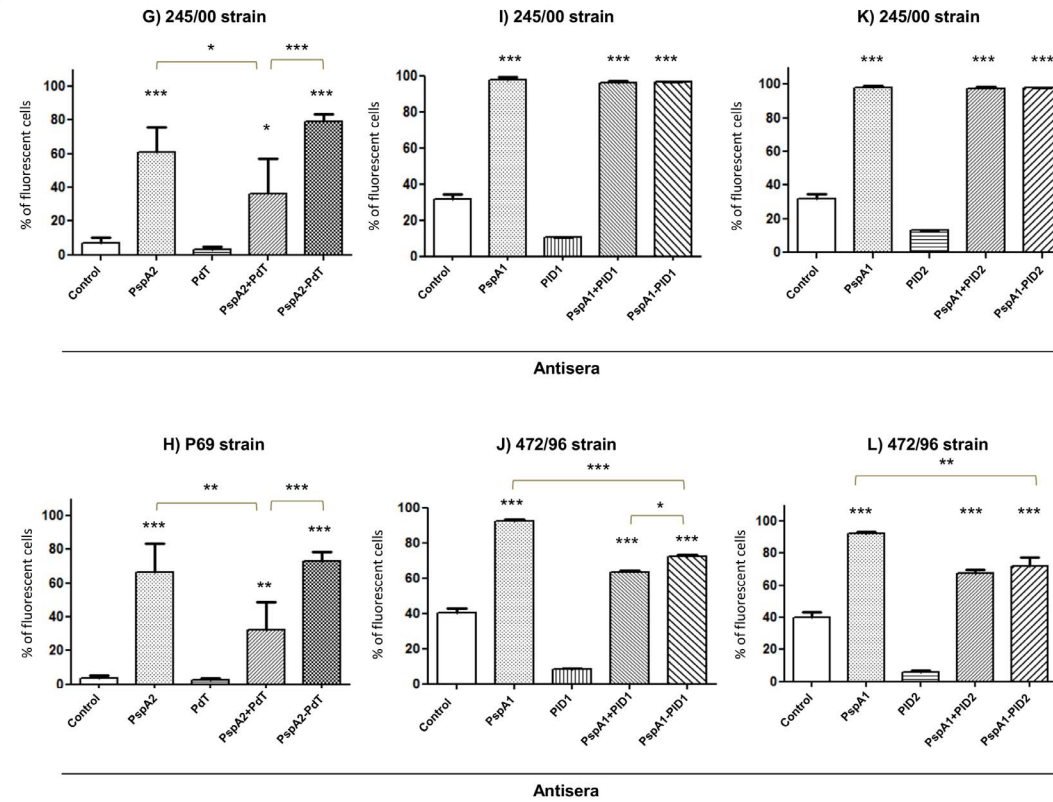 G) 245/00 strain
*
***
***
***
*
% of fluorescent cells
100
80
60
40
20
0
Control
PspA2
PdT
PspA2+PdT
PspA2-PdT
I) 245/00 strain
***
***
***
% of fluorescent cells
100
80
60
40
20
0
Control
PspA1
PID1
PspA1+PID1
PspA1-PID1
K) 245/00 strain
***
***
***
% of fluorescent cells
100
80
60
40
20
0
Control
PspA1
PID2
PspA1+PID2
PspA1-PID2
Antisera
H) P69 strain
**
***
***
***
**
% of fluorescent cells
100
80
60
40
20
0
Control
PspA2
PdT
PspA2+PdT
PspA2-PdT
J) 472/96 strain
***
***
*
***
***
% of fluorescent cells
100
80
60
40
20
0
Control
PspA1
PID1
PspA1+PID1
PspA1-PID1
L) 472/96 strain
**
***
***
***
% of fluorescent cells
100
80
60
40
20
0
Control
PspA1
PID2
PspA1+PID2
PspA1-PID2
Antisera